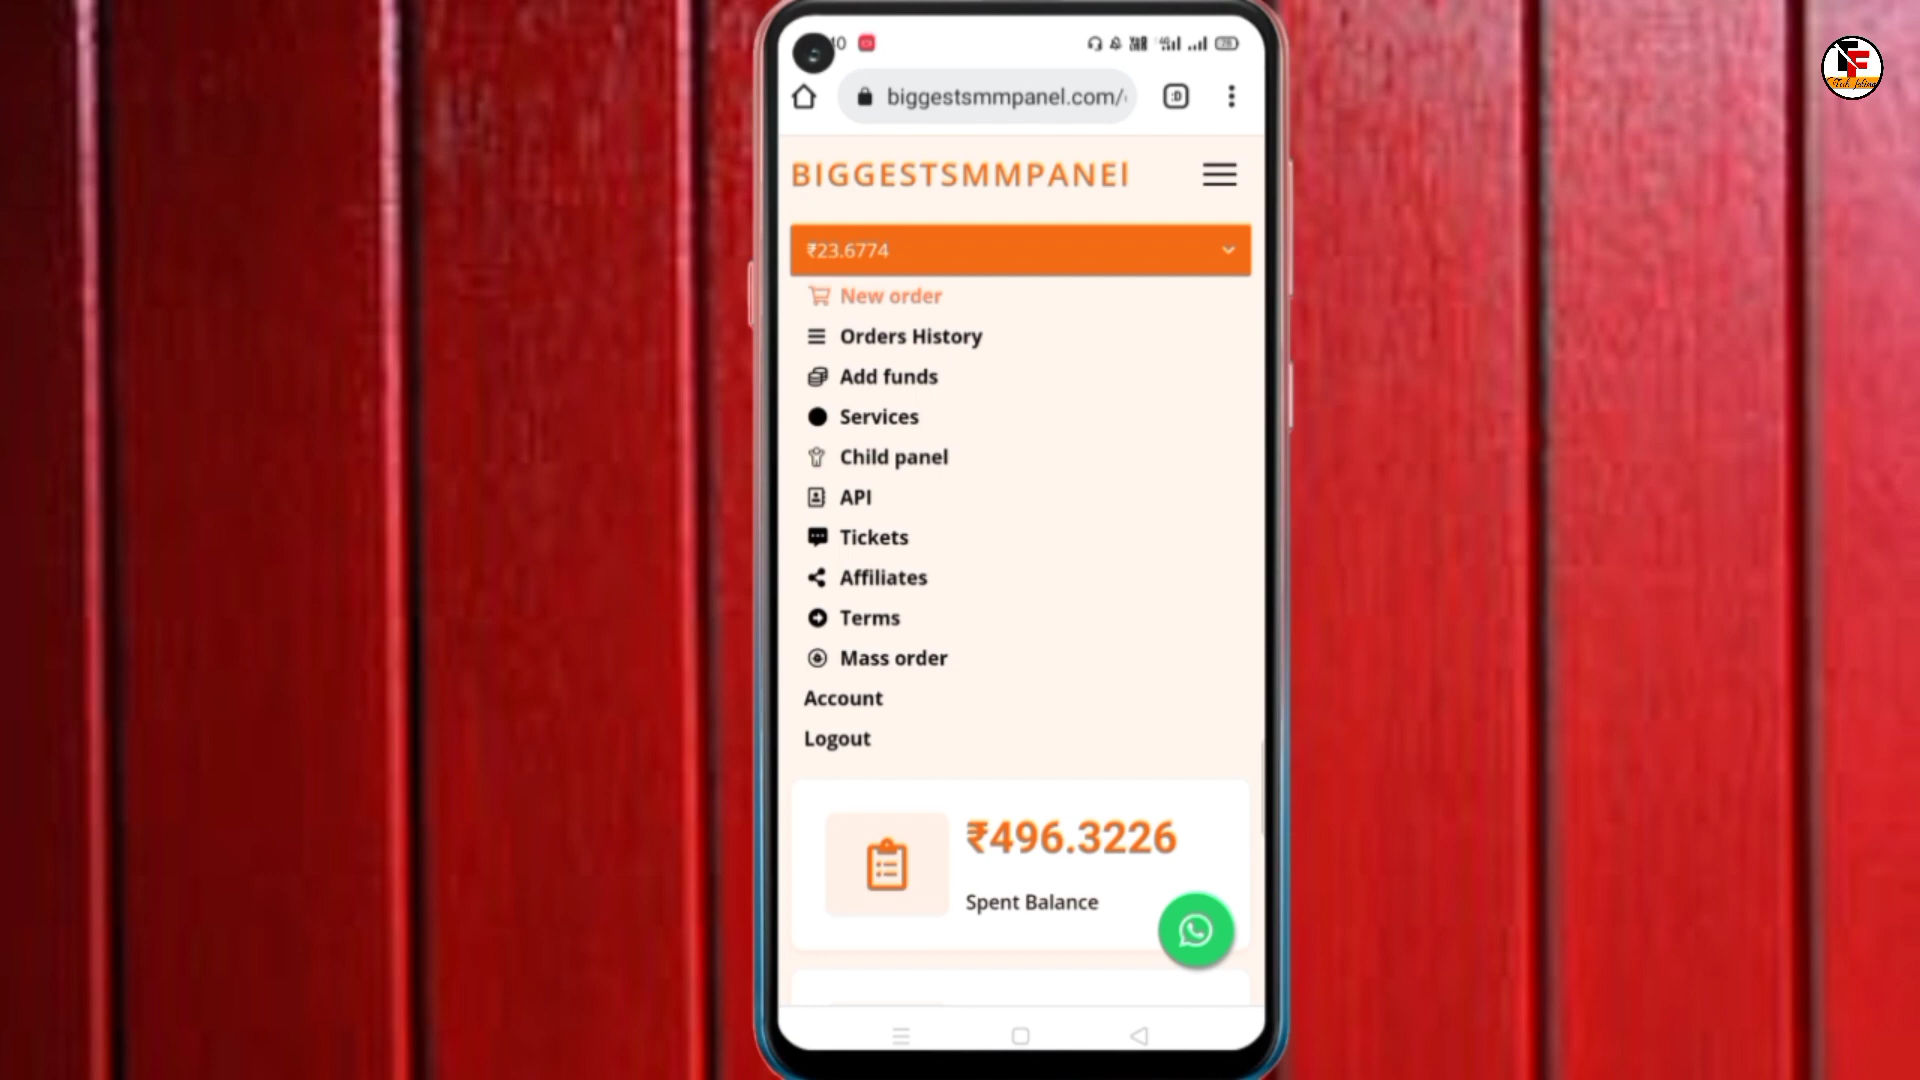 biggestsmmpanel.com/
BIGGESTSMMPANEl
₹23.6774
New order
Orders History
Add funds
Services
Child panel
API
Tickets
Affiliates
Terms
Mass order
Account
Logout
₹496.3226
Spent Balance